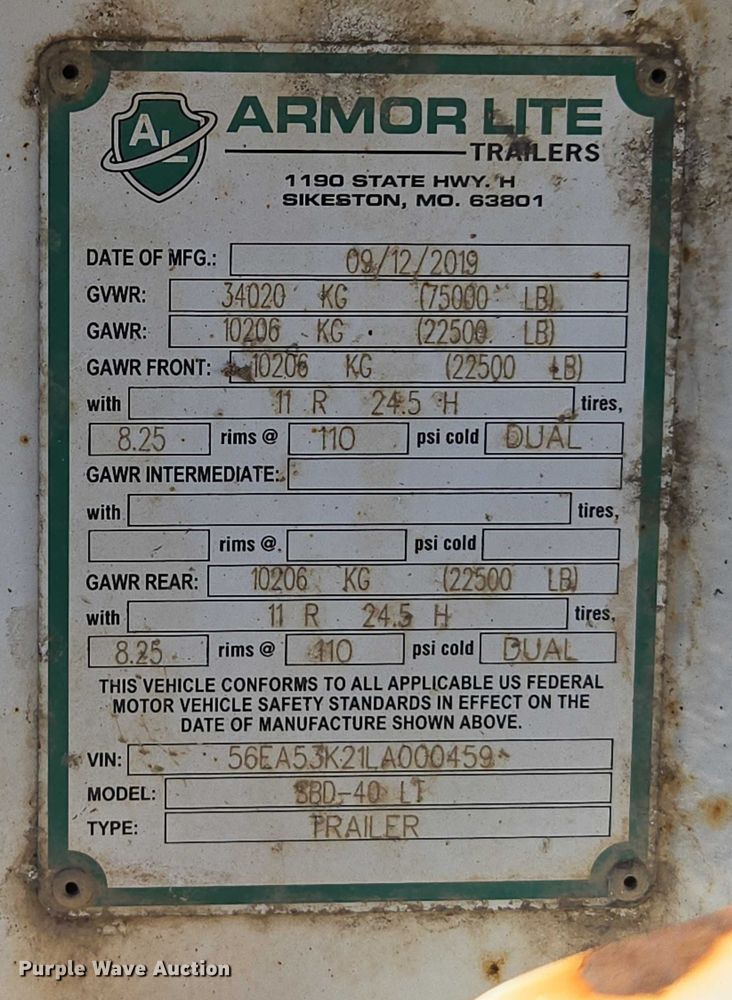 AL ARMOR LITE
TRAILERS
1190 STATE HWY. H
SIKESTON, MO. 63801
DATE OF MFG.: 09/12/2019
GVWR: 34020 KG (75000 LB)
GAWR: 10206 KG (22500 LB)
GAWR FRONT: 10206 KG (22500 LB)
with 11 R 24.5 H tires,
8.25 rims @ 110 psi cold DUAL
GAWR INTERMEDIATE:
with tires,
rims @ psi cold
GAWR REAR: 10206 KG (22500 LB)
with 11 R 24.5 H tires,
8.25 rims @ 110 psi cold DUAL
THIS VEHICLE CONFORMS TO ALL APPLICABLE US FEDERAL
MOTOR VEHICLE SAFETY STANDARDS IN EFFECT ON THE
DATE OF MANUFACTURE SHOWN ABOVE.
VIN: 56EA53K21LA000459
MODEL: SBD-40 LT
TYPE: TRAILER
Purple Wave Auction